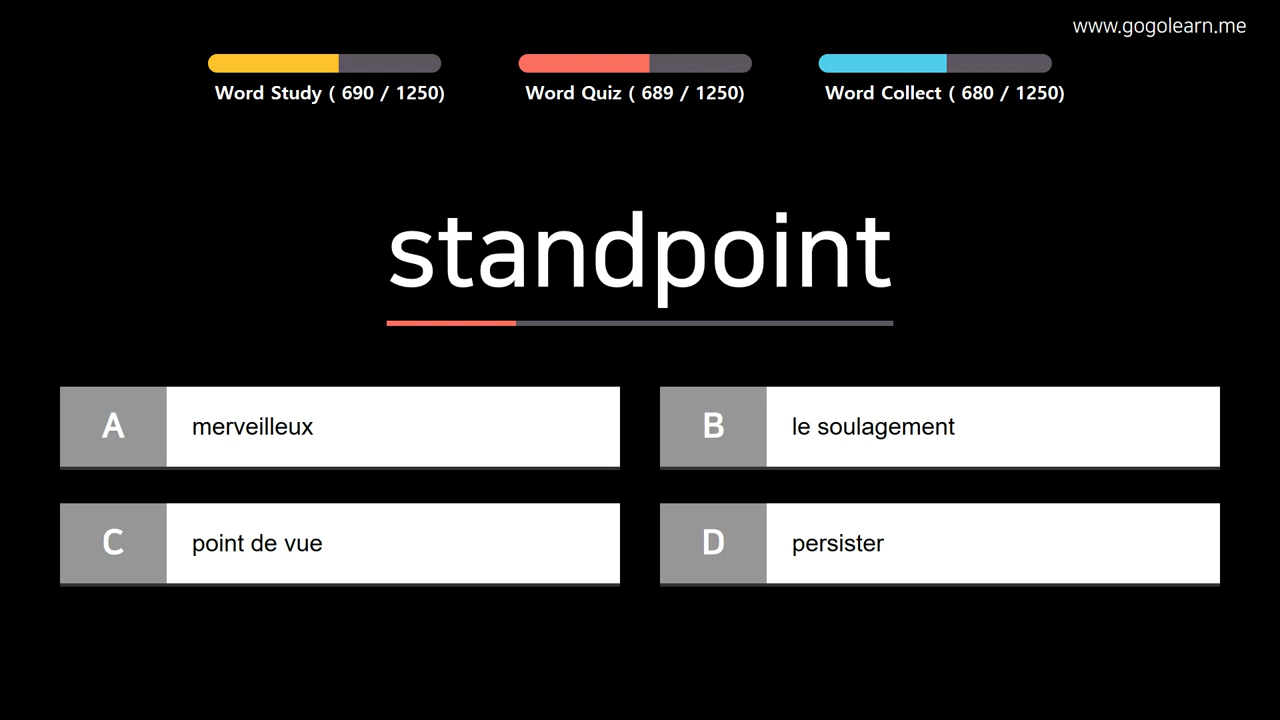 www.gogolearn.me
Word Study ( 690 / 1250)
Word Quiz ( 689 / 1250)
Word Collect ( 680 / 1250)
standpoint
A merveilleux
B le soulagement
C point de vue
D persister